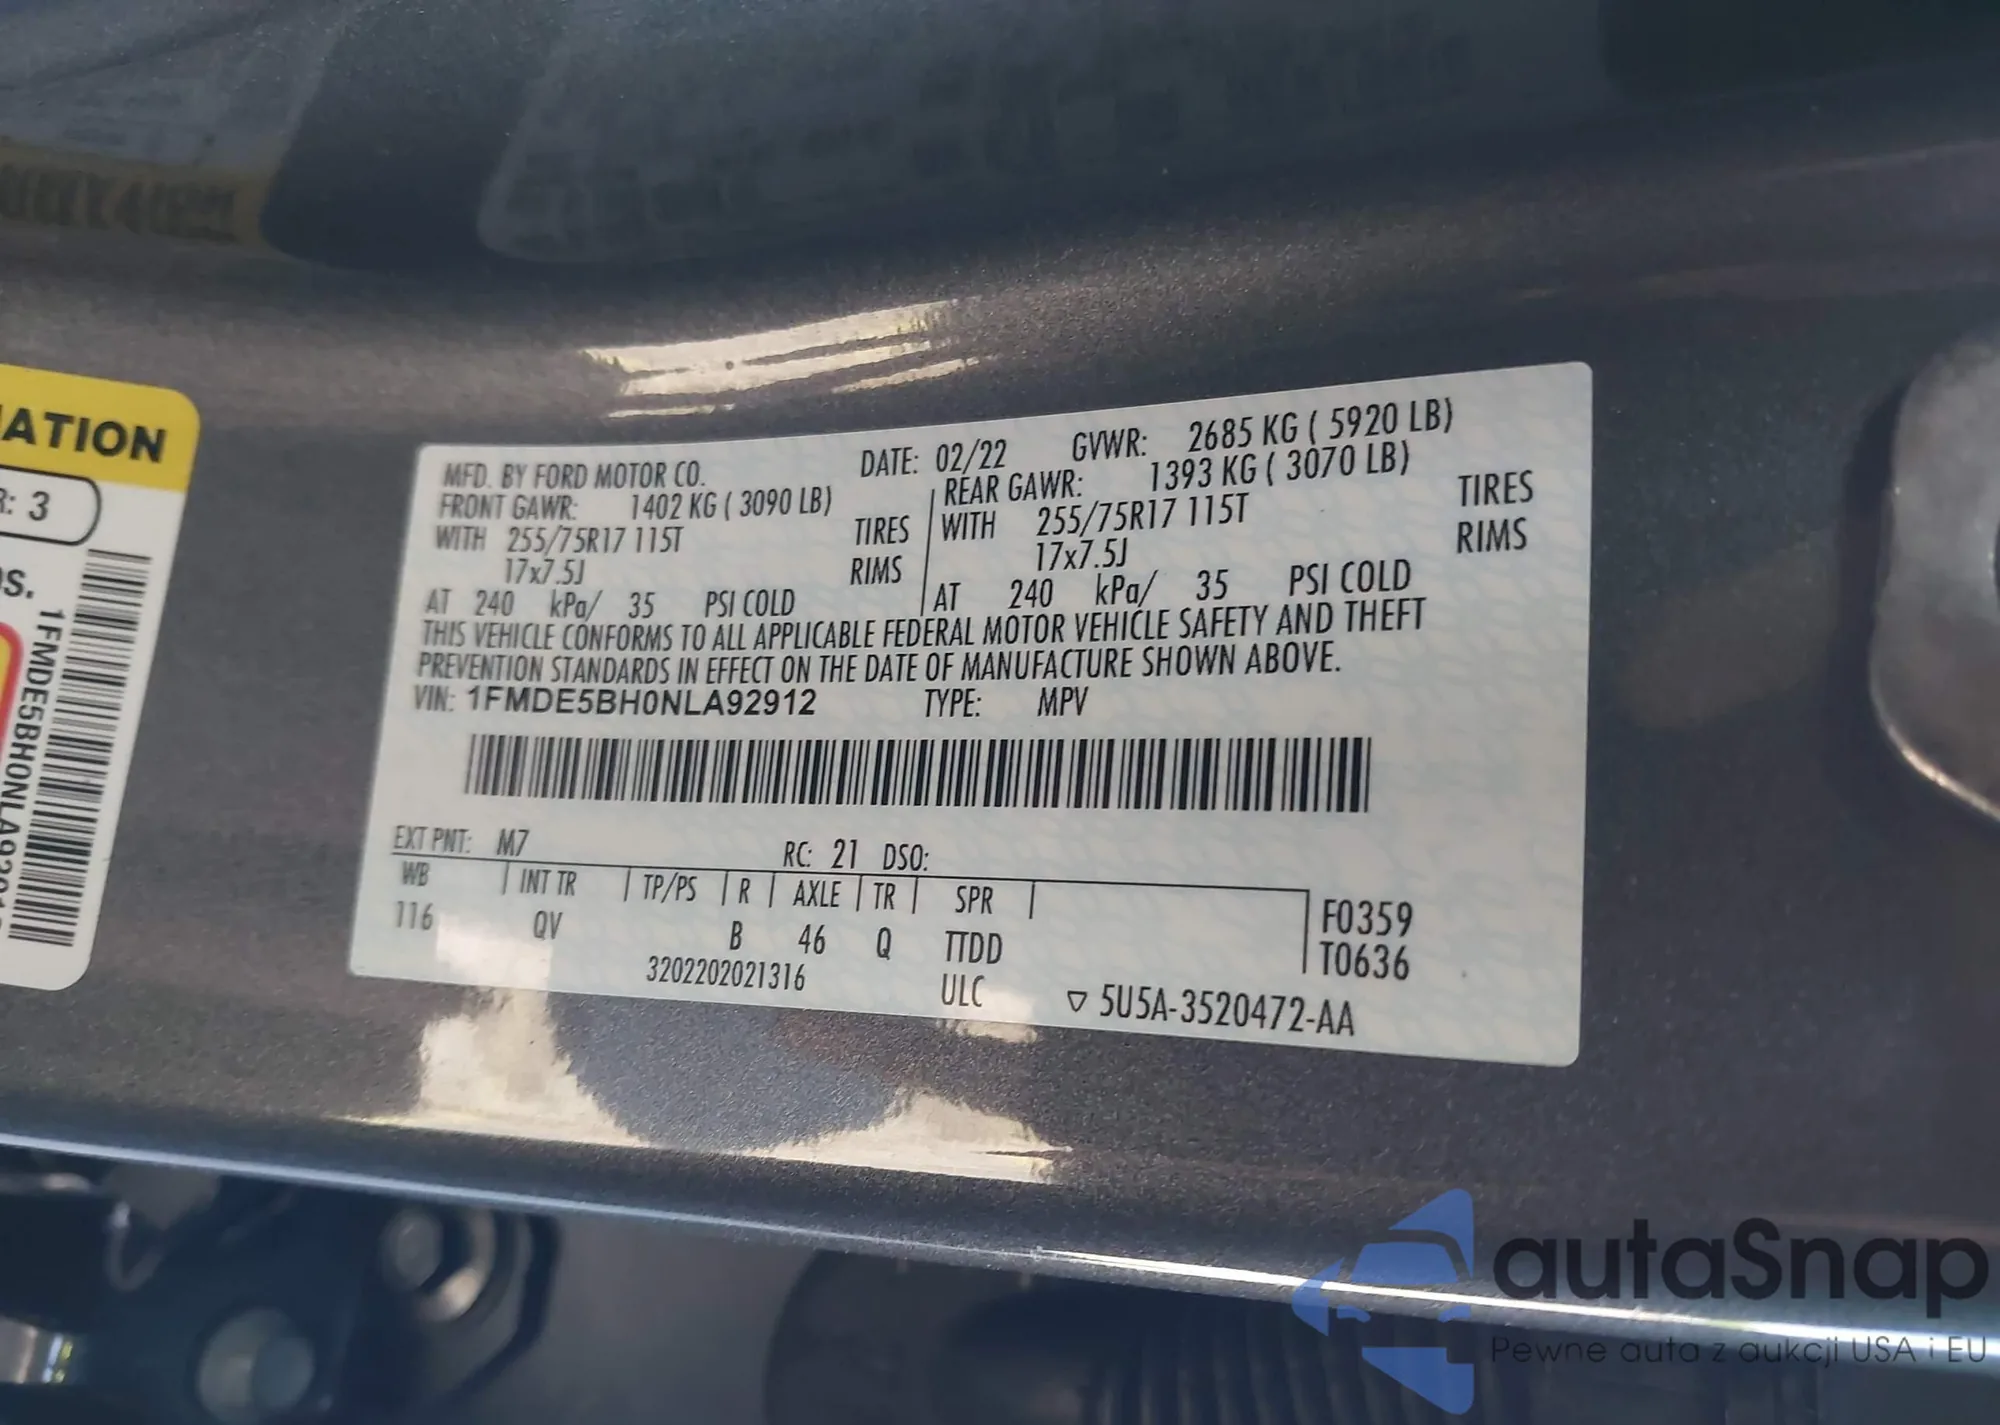 MATION
R: 3
os.
1FMDE5BH0NLA92912
MFD. BY FORD MOTOR CO. DATE: 02/22 GVWR: 2685 KG ( 5920 LB)
FRONT GAWR: 1402 KG ( 3090 LB) REAR GAWR: 1393 KG ( 3070 LB)
WITH 255/75R17 115T TIRES WITH 255/75R17 115T TIRES
17x7.5J RIMS 17x7.5J RIMS
AT 240 kPa/ 35 PSI COLD AT 240 kPa/ 35 PSI COLD
THIS VEHICLE CONFORMS TO ALL APPLICABLE FEDERAL MOTOR VEHICLE SAFETY AND THEFT
PREVENTION STANDARDS IN EFFECT ON THE DATE OF MANUFACTURE SHOWN ABOVE.
VIN: 1FMDE5BH0NLA92912 TYPE: MPV
EXT PNT: M7 RC: 21 DSO:
WB INT TR TP/PS R AXLE TR SPR F0359
116 QV B 46 Q TTDD T0636
3202202021316 ULC ▽ 5U5A-3520472-AA
autaSnap
Pewne auta z aukcji USA i EU